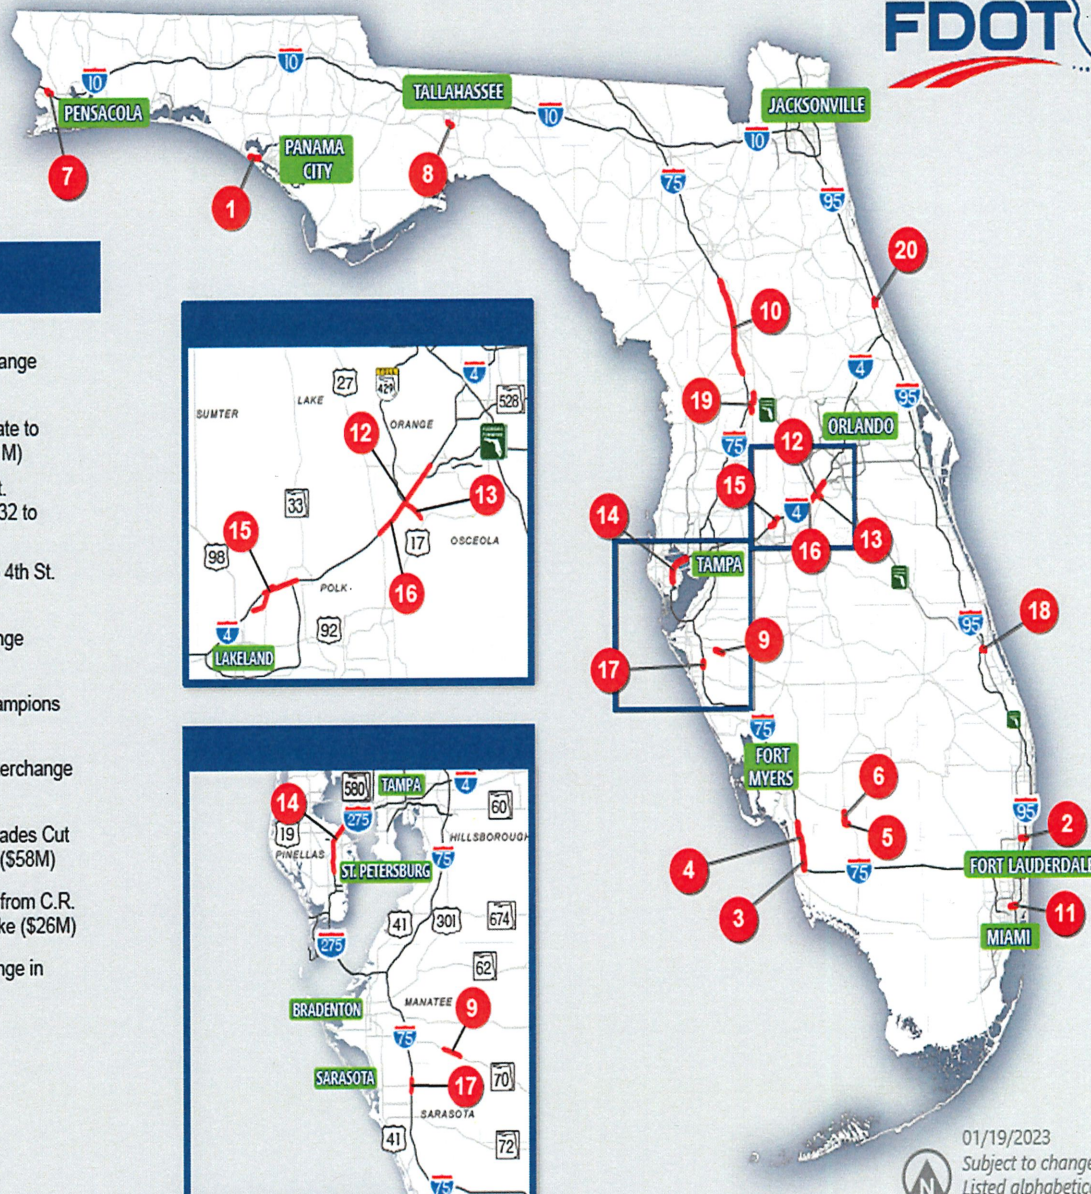 FDOT
10
10
TALLAHASSEE
JACKSONVILLE
PENSACOLA
10
10
PANAMA
CITY
7
1
8
75
95
20
10
ange
27
429
4
528
SUMTER
LAKE
ORANGE
4
95
19
ORLANDO
12
ate to
M)
12
75
t.
32 to
33
13
15
4
15
17
OSCEOLA
14
16
13
98
4th St.
POLK
16
TAMPA
4
92
LAKELAND
nge
95
18
9
17
ampions
75
FORT
MYERS
erchange
580
TAMPA
4
6
14
275
60
19
HILLSBOROUGH
95
2
5
ades Cut
($58M)
PINELLAS
75
4
75
FORT LAUDERDAL
ST. PETERSBURG
from C.R.
ke ($26M)
41
301
674
3
11
275
MIAMI
nge in
62
MANATEE
9
BRADENTON
75
SARASOTA
17
70
SARASOTA
41
72
01/19/2023
Subject to change
Listed alphabetica
N
75